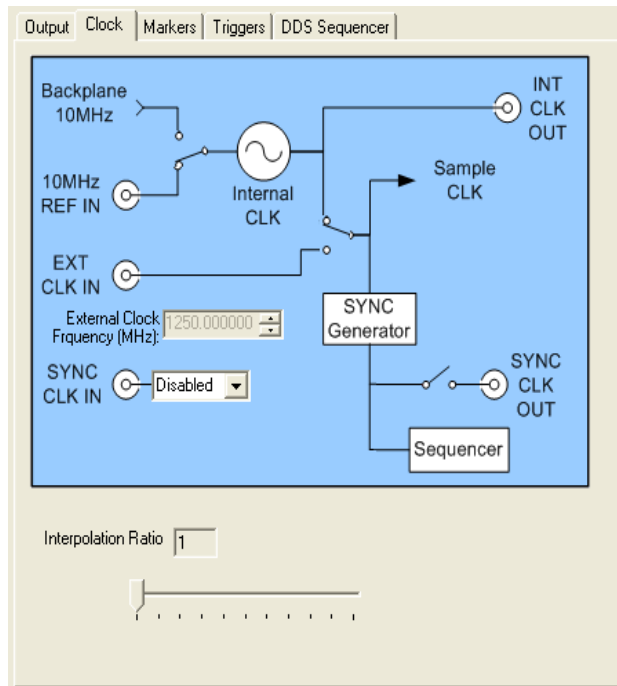 Output Clock Markers Triggers DDS Sequencer
Backplane
10MHz
INT
CLK
OUT
10MHz
REF IN
Internal
CLK
Sample
CLK
EXT
CLK IN
External Clock
Frquency (MHz):
1250.000000
SYNC
Generator
SYNC
CLK IN
Disabled
SYNC
CLK
OUT
Sequencer
Interpolation Ratio 1